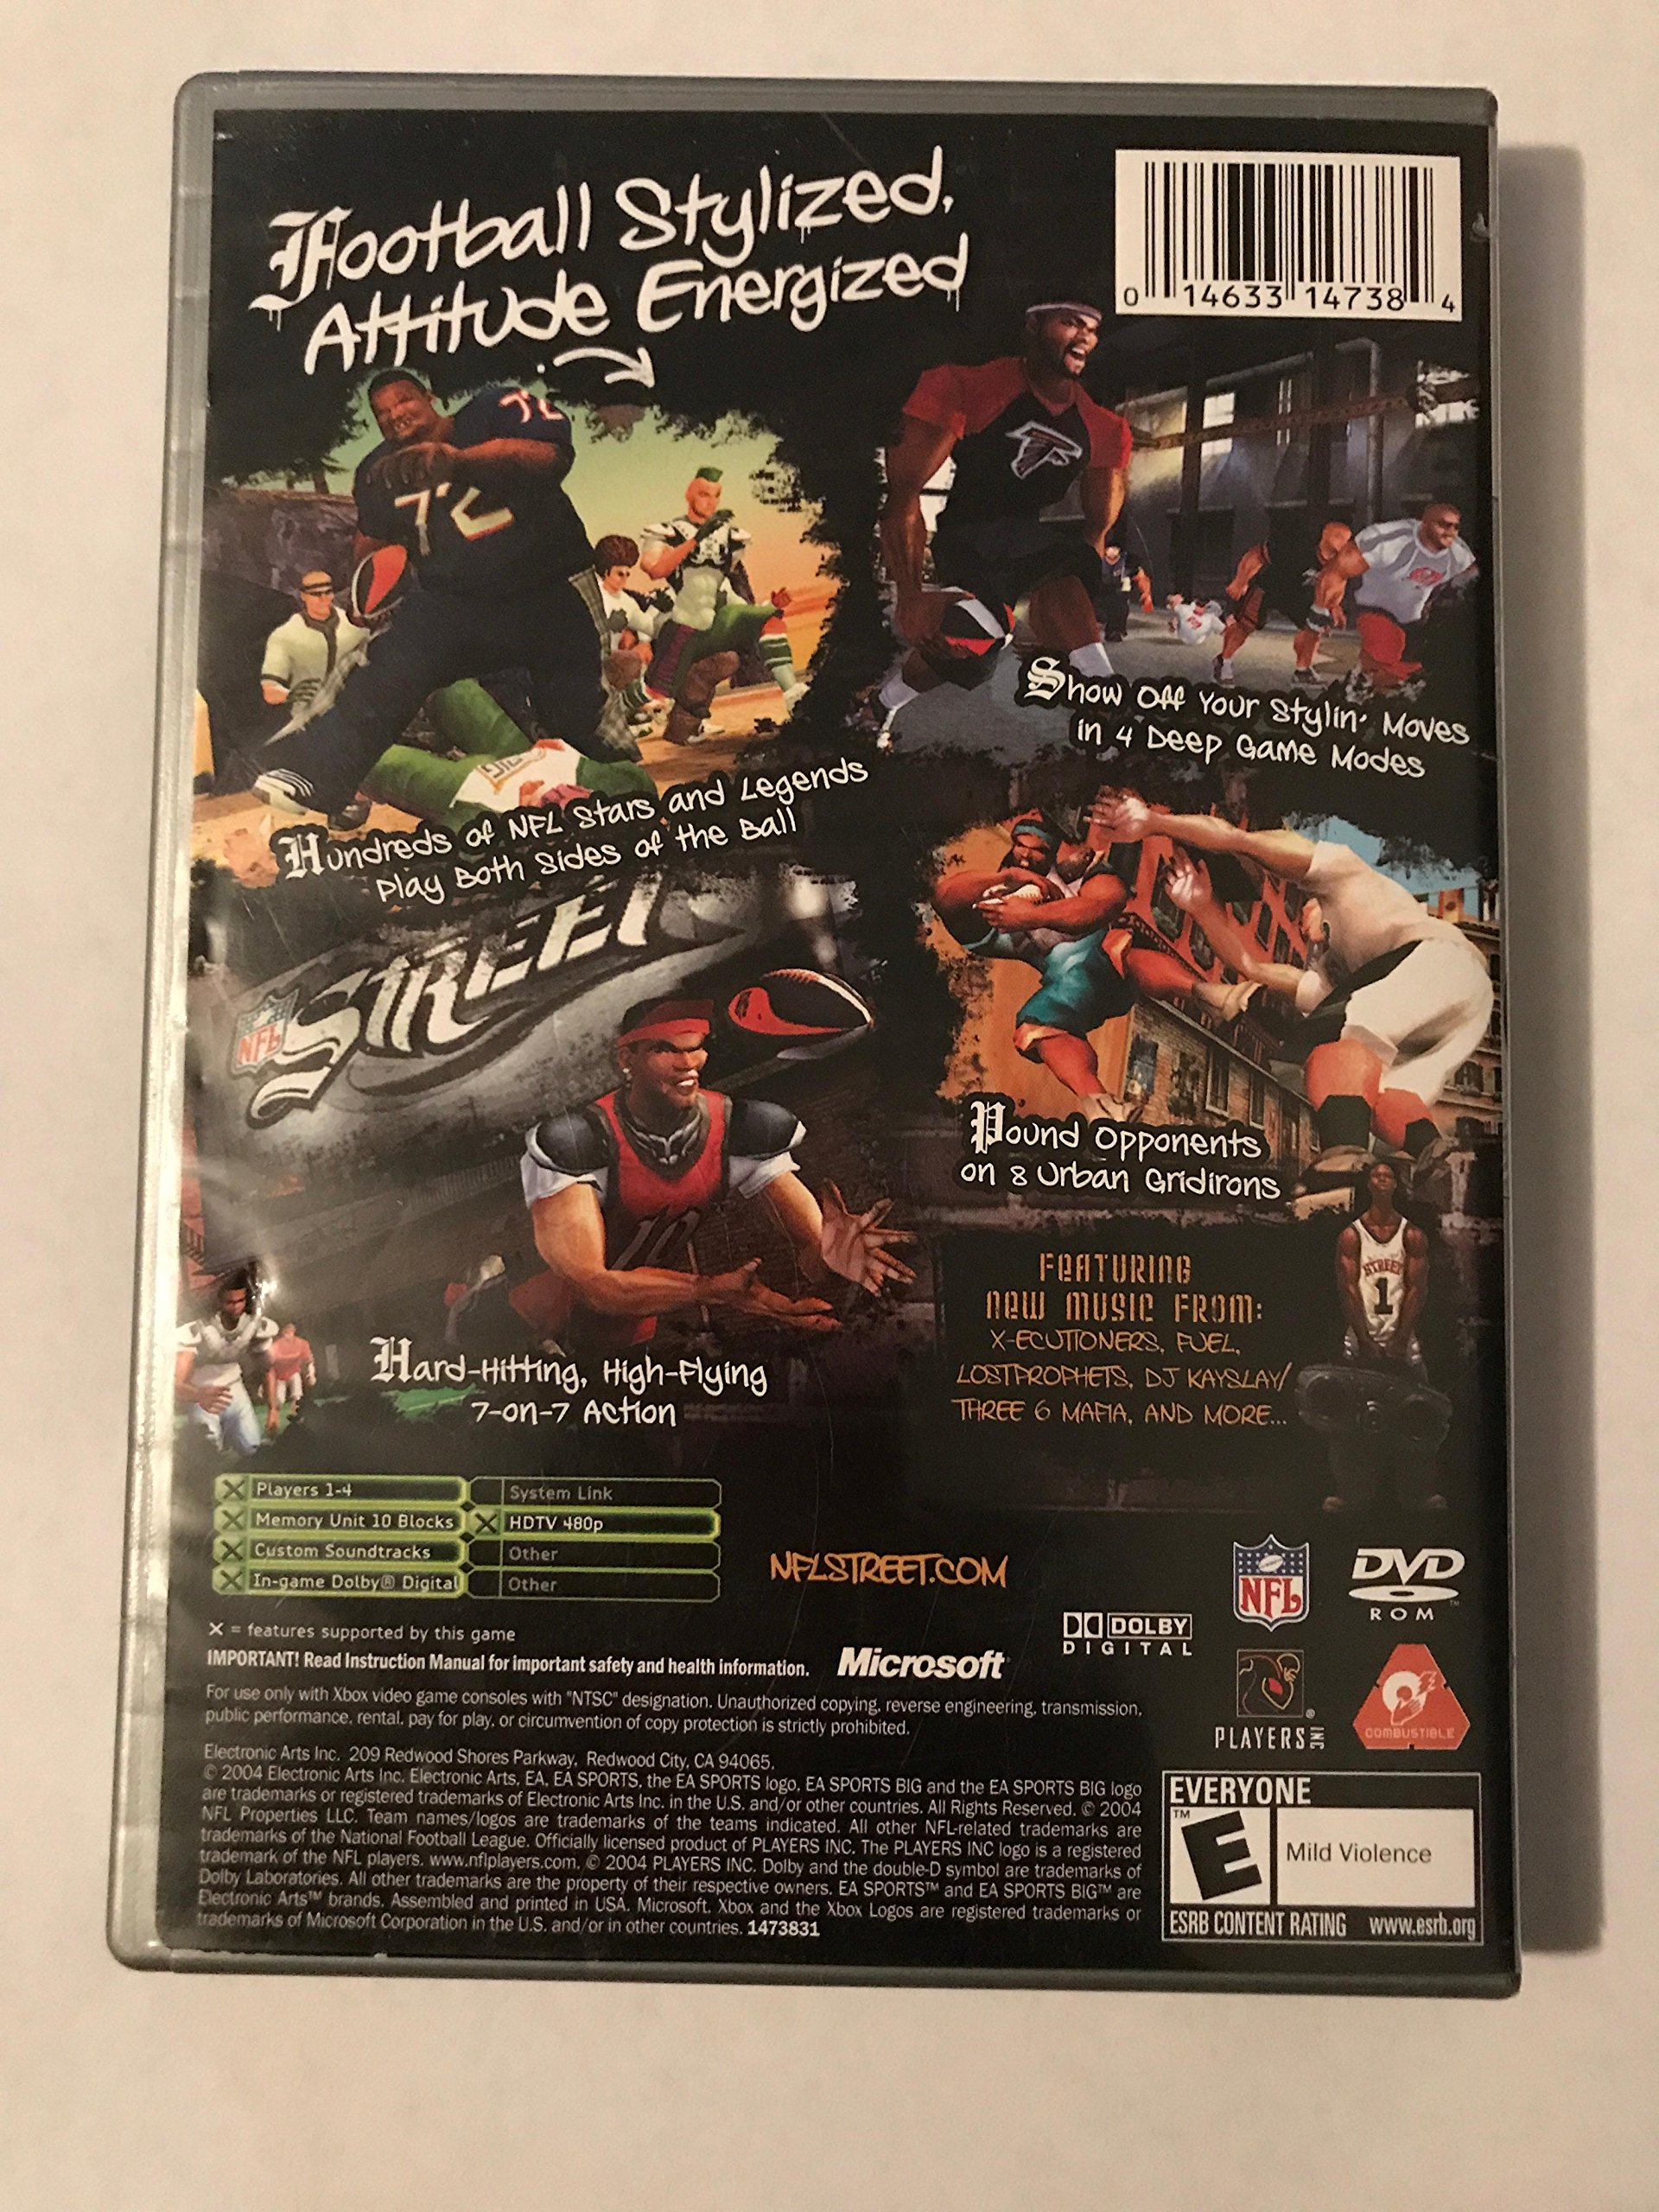 Football Stylized,
Attitude Energized
0 14633 14738 4
72
72
Hundreds of NFL Stars and Legends
Play Both Sides of the Ball
Show Off Your Stylin' Moves
in 4 Deep Game Modes
NFL STREET
Pound Opponents
on 8 Urban Gridirons
STREET
1
Hard-Hitting, High-Flying
7-on-7 Action
FEATURING
NEW MUSIC FROM:
X-ECUTIONERS, FUEL,
LOSTPROPHETS, DJ KAYSLAY/
THREE 6 MAFIA, AND MORE...
Players 1-4
System Link
Memory Unit 10 Blocks
HDTV 480p
Custom Soundtracks
Other
In-game Dolby® Digital
Other
NFLSTREET.COM
NFL
DVD
ROM
™
X = features supported by this game
DOLBY
DIGITAL
IMPORTANT! Read Instruction Manual for important safety and health information.
Microsoft
PLAYERS INC
®
COMBUSTIBLE
For use only with Xbox video game consoles with "NTSC" designation. Unauthorized copying, reverse engineering, transmission,
public performance, rental, pay for play, or circumvention of copy protection is strictly prohibited.
Electronic Arts Inc. 209 Redwood Shores Parkway, Redwood City, CA 94065.
© 2004 Electronic Arts Inc. Electronic Arts, EA, EA SPORTS, the EA SPORTS logo, EA SPORTS BIG and the EA SPORTS BIG logo
are trademarks or registered trademarks of Electronic Arts Inc. in the U.S. and/or other countries. All Rights Reserved. © 2004
NFL Properties LLC. Team names/logos are trademarks of the teams indicated. All other NFL-related trademarks are
trademarks of the National Football League. Officially licensed product of PLAYERS INC. The PLAYERS INC logo is a registered
trademark of the NFL players. www.nflplayers.com. © 2004 PLAYERS INC. Dolby and the double-D symbol are trademarks of
Dolby Laboratories. All other trademarks are the property of their respective owners. EA SPORTS™ and EA SPORTS BIG™ are
Electronic Arts™ brands. Assembled and printed in USA. Microsoft, Xbox and the Xbox Logos are registered trademarks or
trademarks of Microsoft Corporation in the U.S. and/or in other countries. 1473831
EVERYONE
™
E
Mild Violence
ESRB CONTENT RATING www.esrb.org